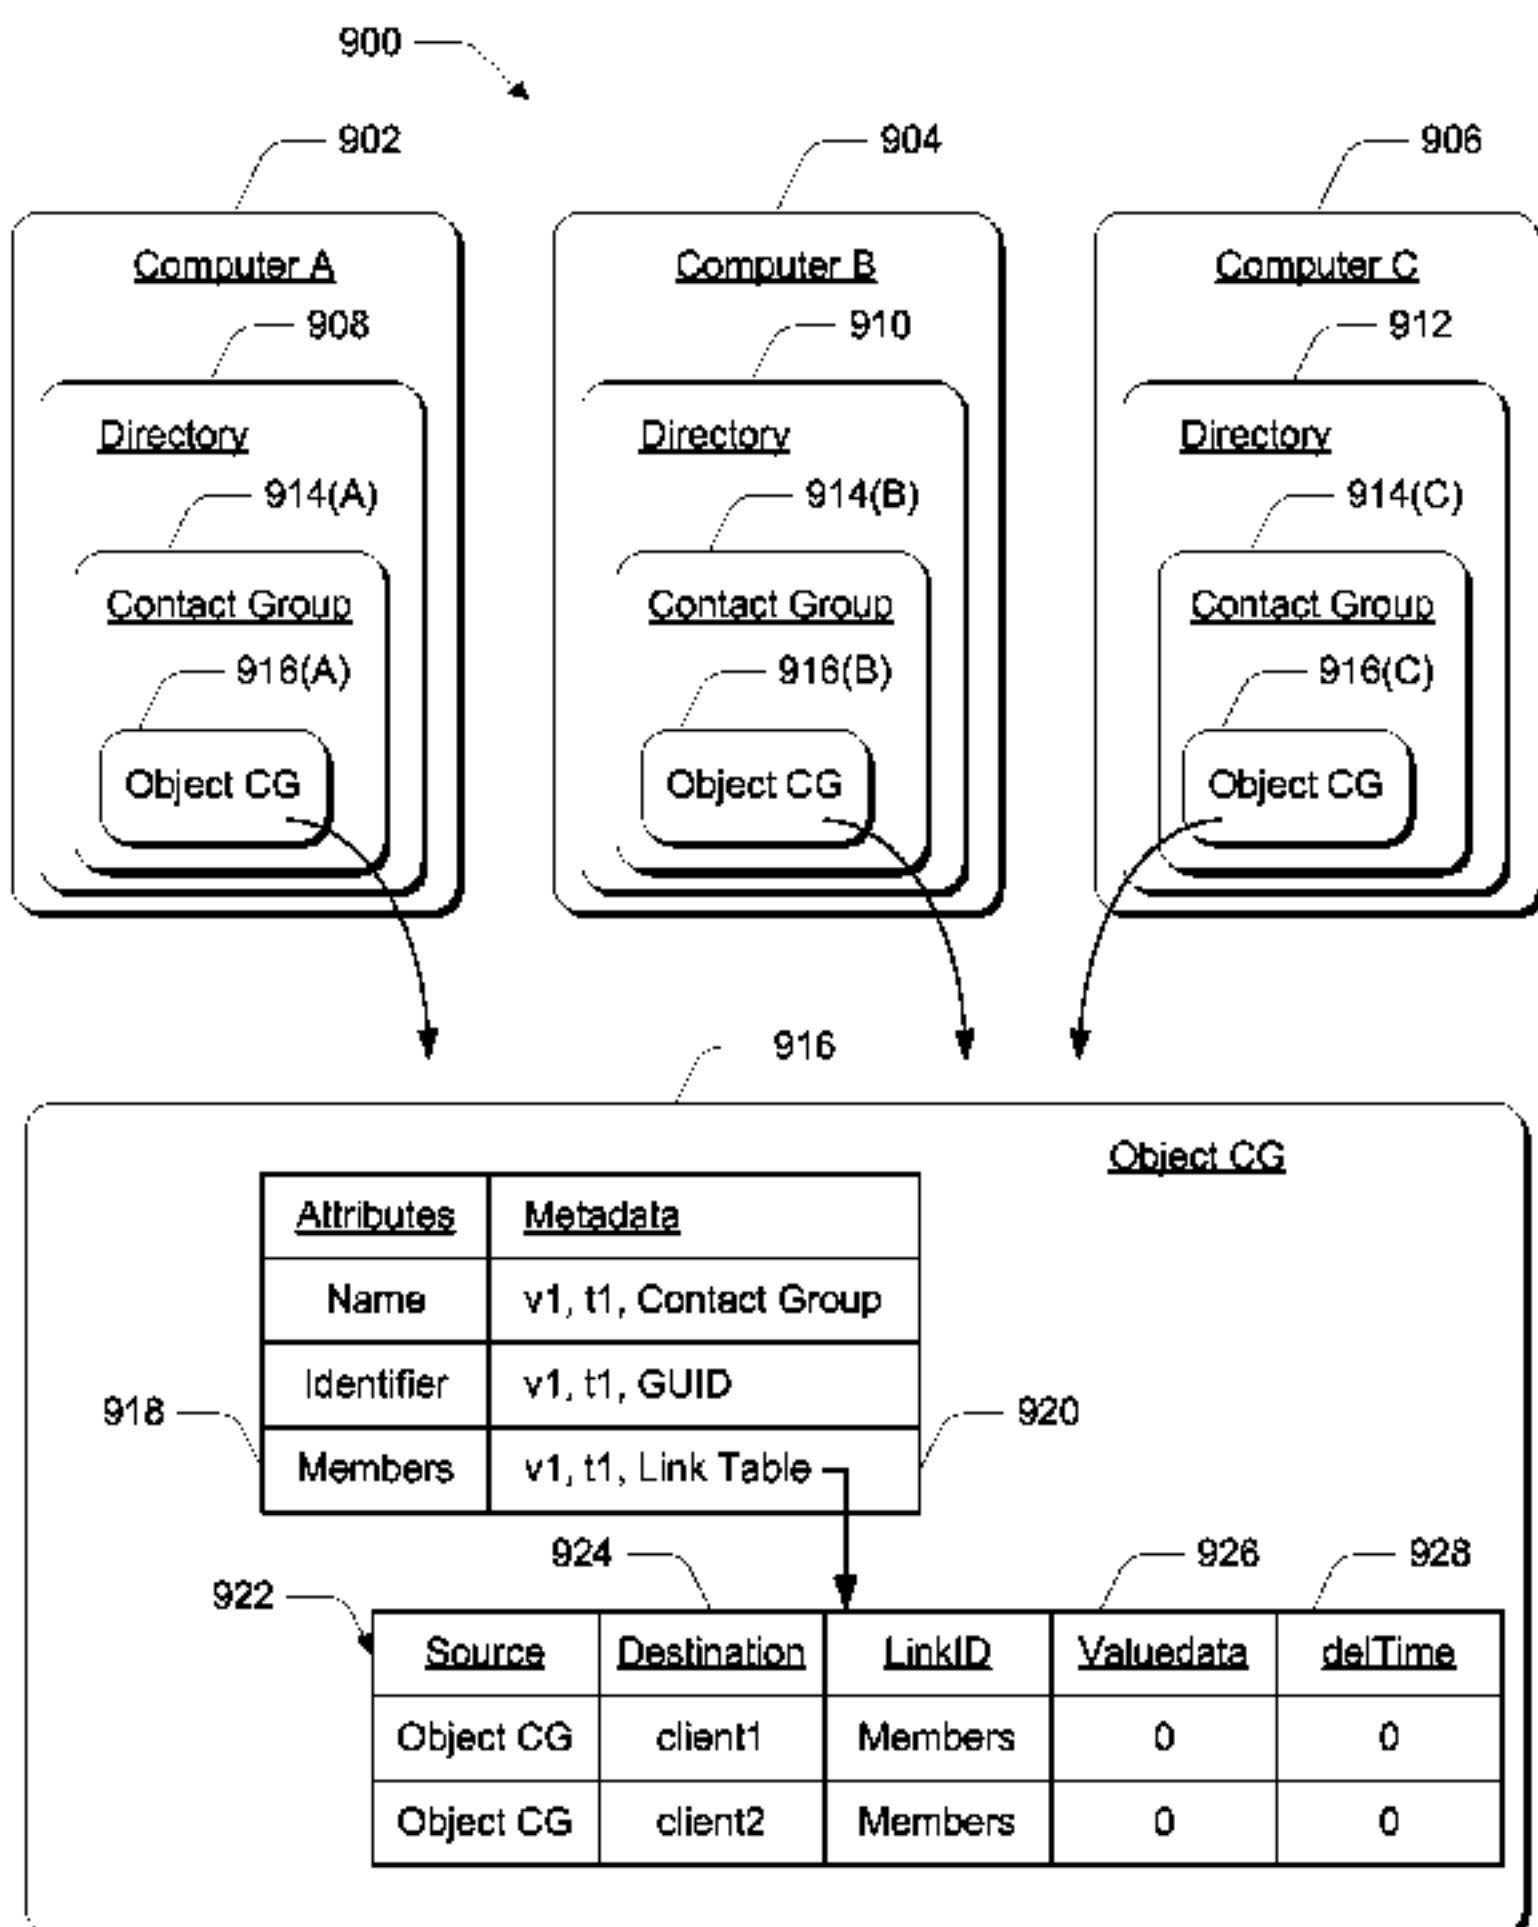 900
902 904 906
Computer A Computer B Computer C
908 910 912
Directory Directory Directory
914(A) 914(B) 914(C)
Contact Group Contact Group Contact Group
916(A) 916(B) 916(C)
Object CG Object CG Object CG
916
Object CG
Attributes Metadata
Name v1, t1, Contact Group
Identifier v1, t1, GUID
918 920
Members v1, t1, Link Table
924 926 928
922
Source Destination LinkID Valuedata delTime
Object CG client1 Members 0 0
Object CG client2 Members 0 0